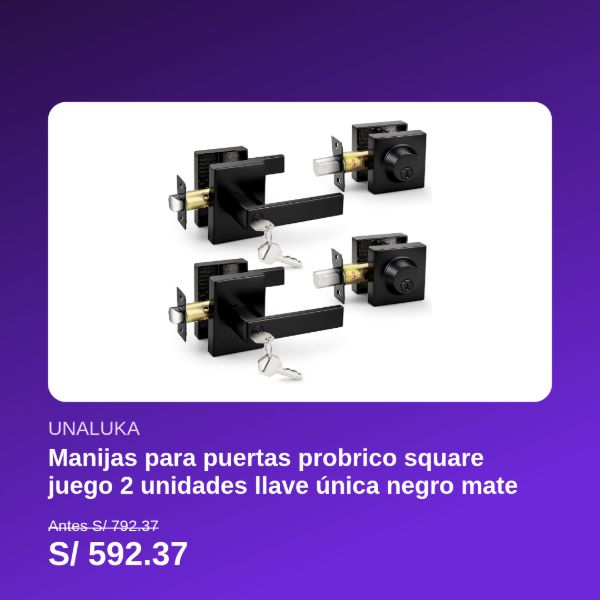 UNALUKA
Manijas para puertas probrico square
juego 2 unidades llave única negro mate
Antes S/ 792.37
S/ 592.37